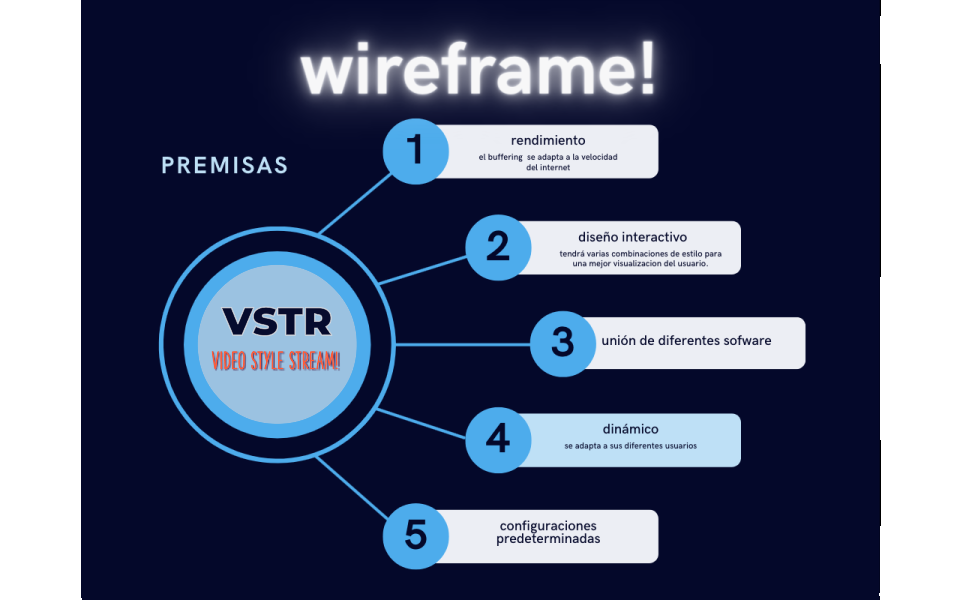 wireframe!
PREMISAS
1
rendimiento
el buffering se adapta a la velocidad
del internet
2
diseño interactivo
tendrá varias combinaciones de estilo para
una mejor visualizacion del usuario.
VSTR
VIDEO STYLE STREAM!
3
unión de diferentes sofware
4
dinámico
se adapta a sus diferentes usuarios
5
configuraciones
predeterminadas